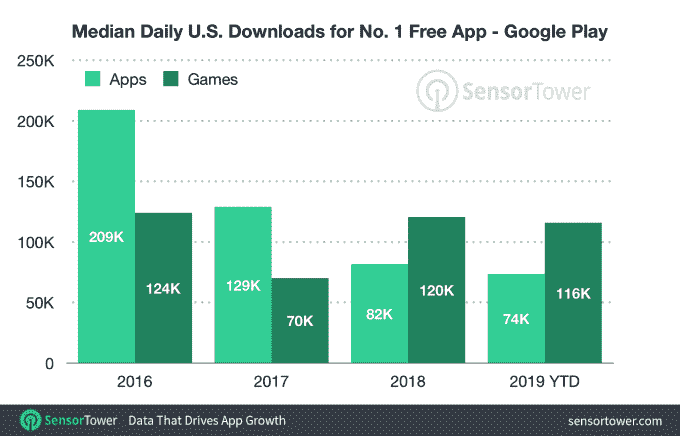 Median Daily U.S. Downloads for No. 1 Free App - Google Play
250K
Apps Games
SensorTower
200K
150K
100K
50K
0
209K 124K 129K 70K 82K 120K 74K 116K
2016 2017 2018 2019 YTD
SensorTower Data That Drives App Growth sensortower.com